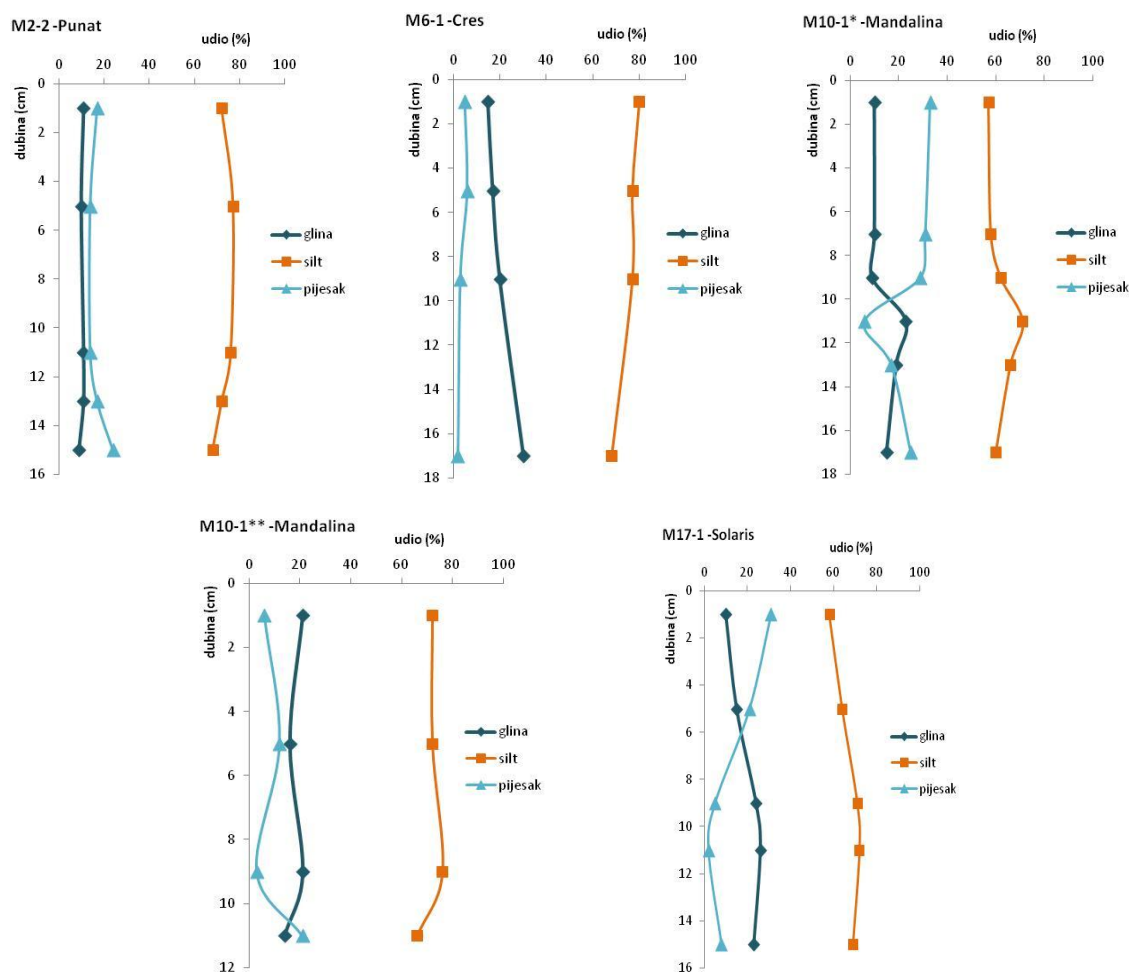 M2-2 -Punat
udio (%)
0 20 40 60 80 100
dubina (cm)
0
2
4
6
8
10
12
14
16
glina
silt
pijesak
M6-1 -Cres
udio (%)
0 20 40 60 80 100
dubina (cm)
0
2
4
6
8
10
12
14
16
18
glina
silt
pijesak
M10-1* -Mandalina
udio (%)
0 20 40 60 80 100
dubina (cm)
0
2
4
6
8
10
12
14
16
18
glina
silt
pijesak
M10-1** -Mandalina
udio (%)
0 20 40 60 80 100
dubina (cm)
0
2
4
6
8
10
12
glina
silt
pijesak
M17-1 -Solaris
udio (%)
0 20 40 60 80 100
dubina (cm)
0
2
4
6
8
10
12
14
16
glina
silt
pijesak